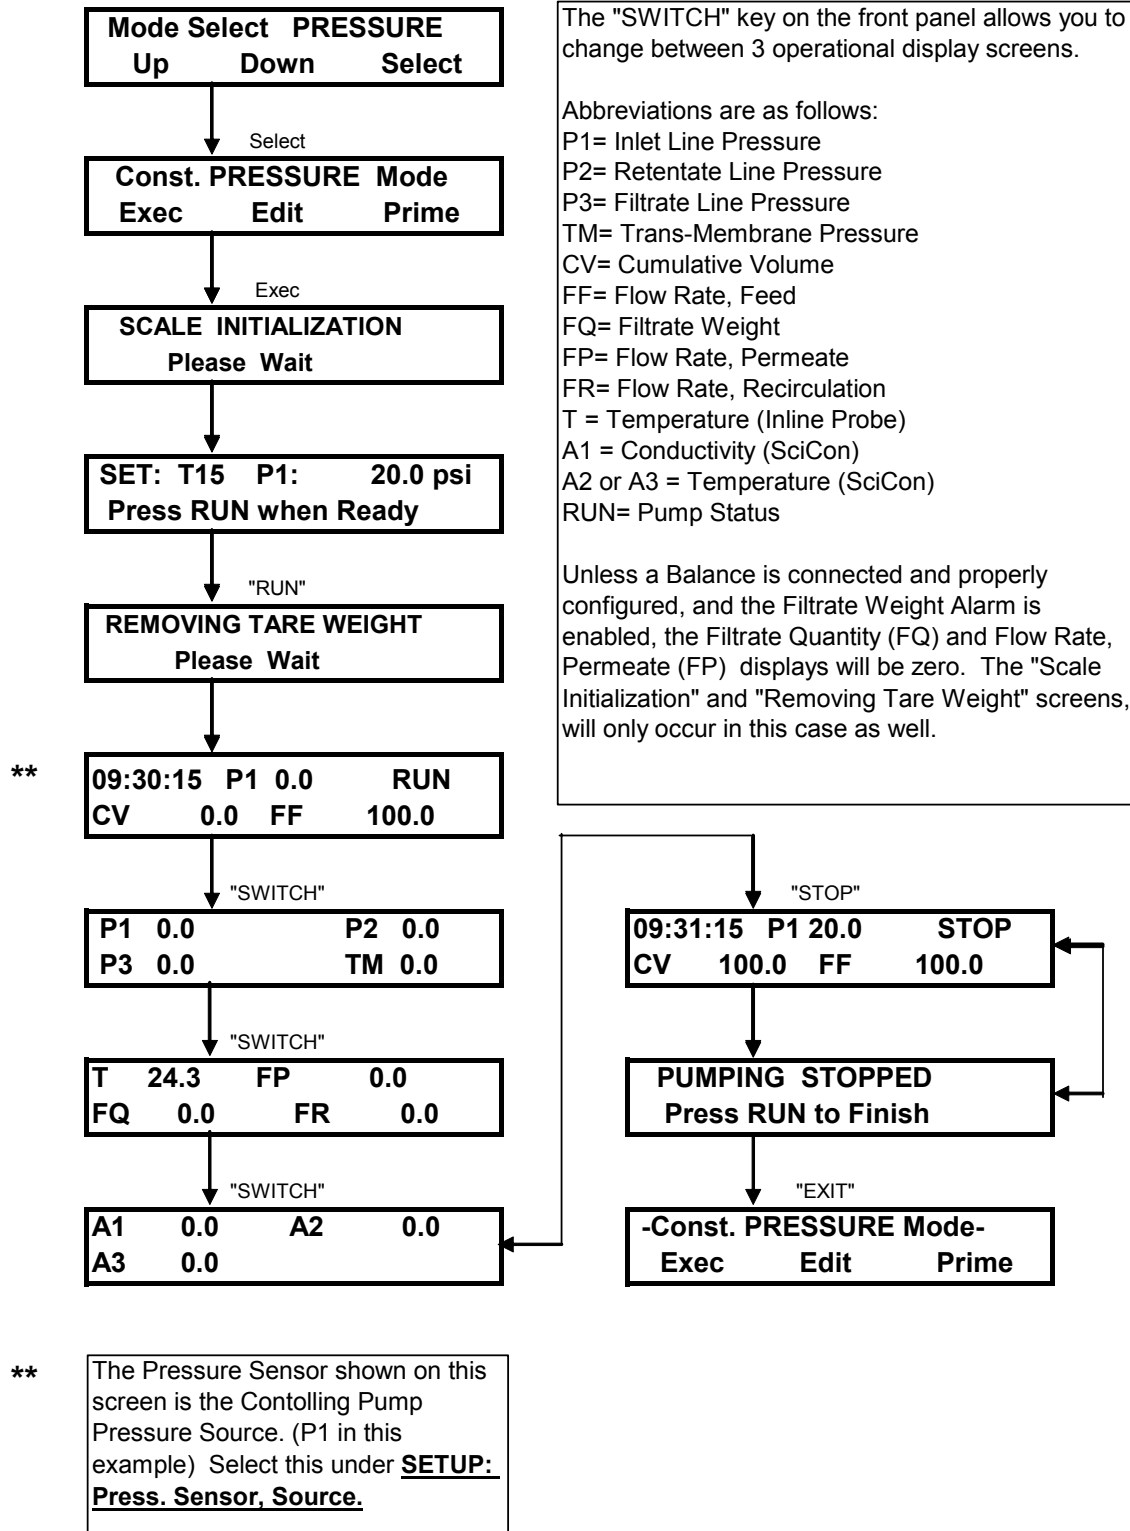 Mode Select PRESSURE
Up Down Select
Select
Const. PRESSURE Mode
Exec Edit Prime
Exec
SCALE INITIALIZATION
Please Wait
SET: T15 P1: 20.0 psi
Press RUN when Ready
"RUN"
REMOVING TARE WEIGHT
Please Wait
**
09:30:15 P1 0.0 RUN
CV 0.0 FF 100.0
"SWITCH"
P1 0.0 P2 0.0
P3 0.0 TM 0.0
"SWITCH"
T 24.3 FP 0.0
FQ 0.0 FR 0.0
"SWITCH"
A1 0.0 A2 0.0
A3 0.0
The "SWITCH" key on the front panel allows you to
change between 3 operational display screens.
Abbreviations are as follows:
P1= Inlet Line Pressure
P2= Retentate Line Pressure
P3= Filtrate Line Pressure
TM= Trans-Membrane Pressure
CV= Cumulative Volume
FF= Flow Rate, Feed
FQ= Filtrate Weight
FP= Flow Rate, Permeate
FR= Flow Rate, Recirculation
T = Temperature (Inline Probe)
A1 = Conductivity (SciCon)
A2 or A3 = Temperature (SciCon)
RUN= Pump Status
Unless a Balance is connected and properly
configured, and the Filtrate Weight Alarm is
enabled, the Filtrate Quantity (FQ) and Flow Rate,
Permeate (FP) displays will be zero. The "Scale
Initialization" and "Removing Tare Weight" screens,
will only occur in this case as well.
"STOP"
09:31:15 P1 20.0 STOP
CV 100.0 FF 100.0
PUMPING STOPPED
Press RUN to Finish
"EXIT"
-Const. PRESSURE Mode-
Exec Edit Prime
**
The Pressure Sensor shown on this
screen is the Contolling Pump
Pressure Source. (P1 in this
example) Select this under SETUP:
Press. Sensor, Source.